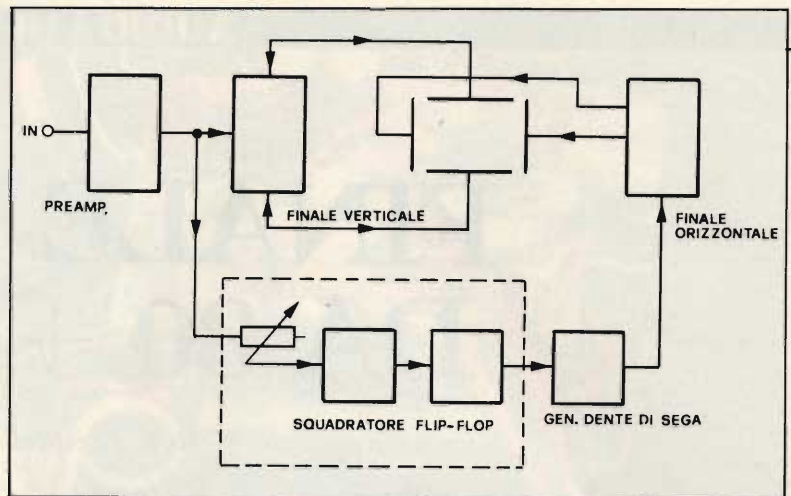 IN
PREAMP.
FINALE VERTICALE
FINALE
ORIZZONTALE
SQUADRATORE FLIP-FLOP
GEN. DENTE DI SEGA